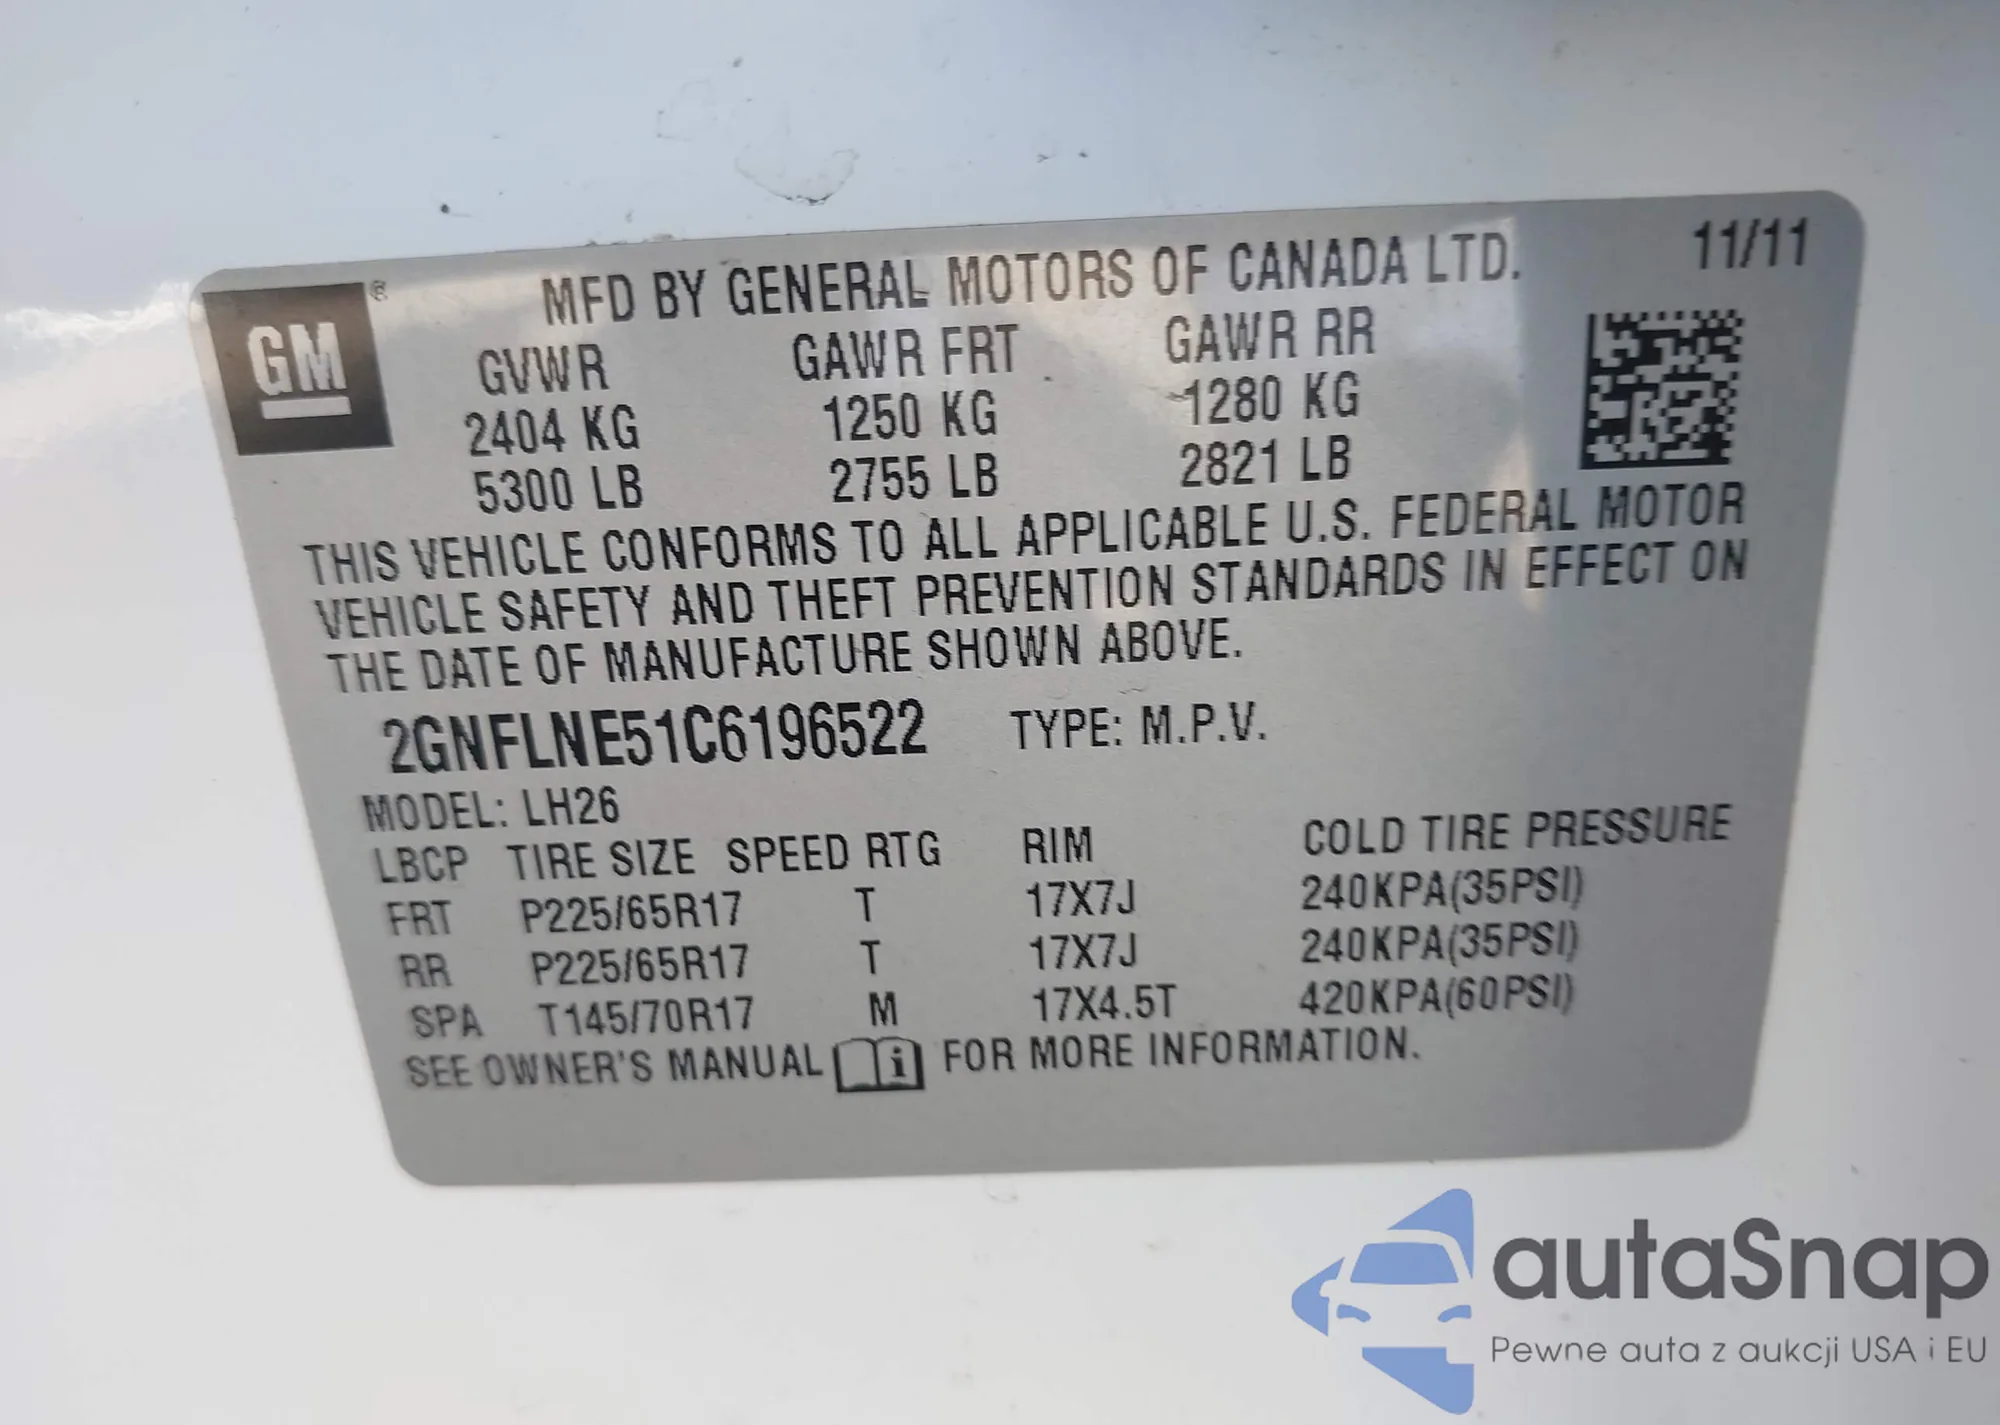 GM ®
MFD BY GENERAL MOTORS OF CANADA LTD. 11/11
GVWR GAWR FRT GAWR RR
2404 KG 1250 KG 1280 KG
5300 LB 2755 LB 2821 LB
THIS VEHICLE CONFORMS TO ALL APPLICABLE U.S. FEDERAL MOTOR
VEHICLE SAFETY AND THEFT PREVENTION STANDARDS IN EFFECT ON
THE DATE OF MANUFACTURE SHOWN ABOVE.
2GNFLNE51C6196522 TYPE: M.P.V.
MODEL: LH26
LBCP TIRE SIZE SPEED RTG RIM COLD TIRE PRESSURE
FRT P225/65R17 T 17X7J 240KPA(35PSI)
RR P225/65R17 T 17X7J 240KPA(35PSI)
SPA T145/70R17 M 17X4.5T 420KPA(60PSI)
SEE OWNER'S MANUAL i FOR MORE INFORMATION.
autaSnap
Pewne auta z aukcji USA i EU